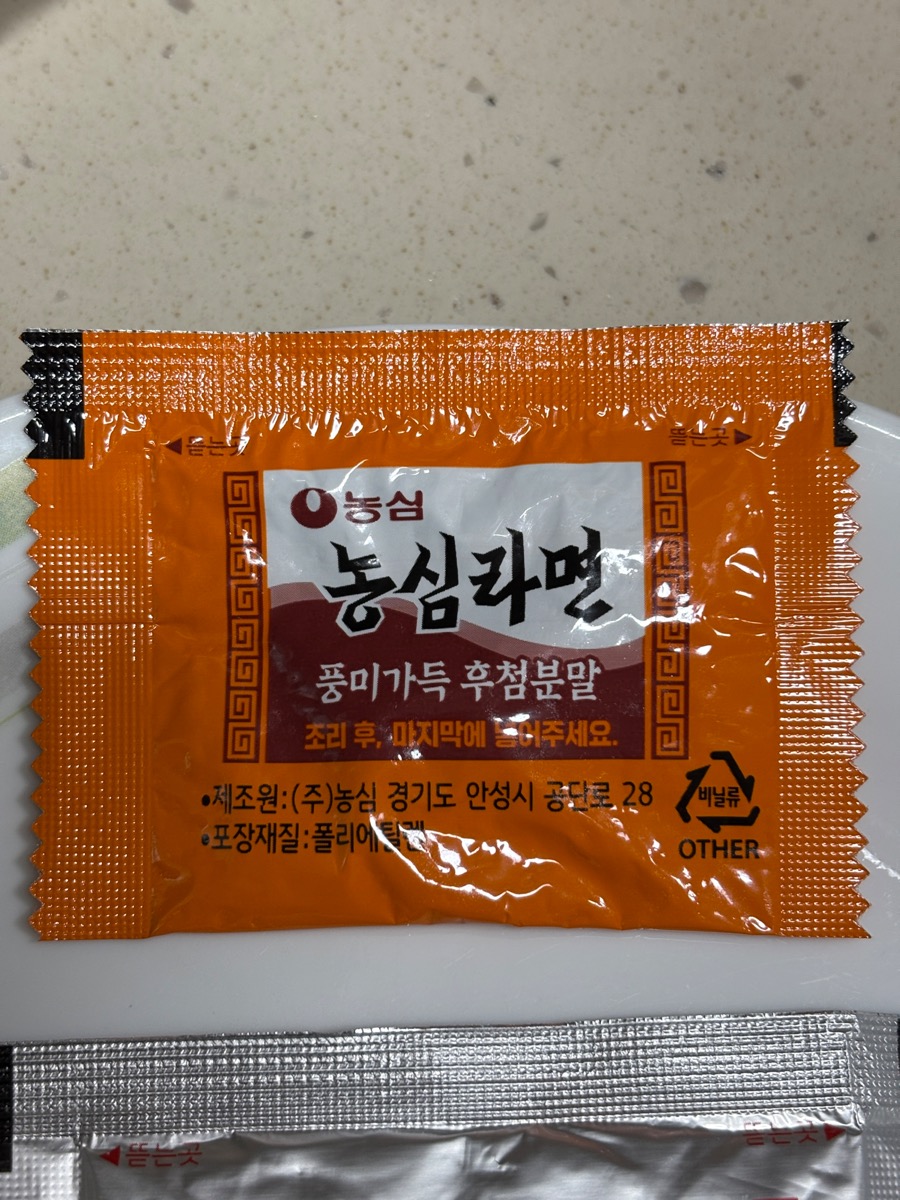 ◀뜯는곳 뜯는곳▶
농심
농심라면
풍미가득 후첨분말
조리 후, 마지막에 넣어주세요.
•제조원:(주)농심 경기도 안성시 공단로 28
•포장재질:폴리에틸렌
비닐류
OTHER
◀뜯는곳 뜯는곳▶